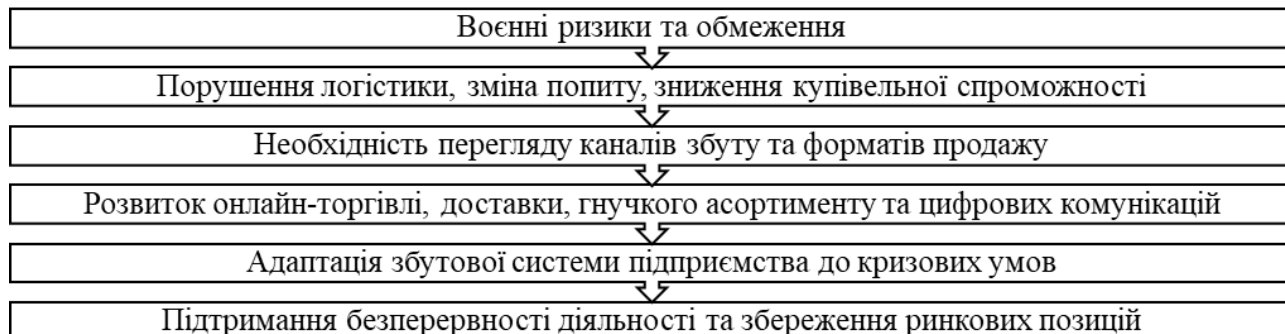 Воєнні ризики та обмеження
Порушення логістики, зміна попиту, зниження купівельної спроможності
Необхідність перегляду каналів збуту та форматів продажу
Розвиток онлайн-торгівлі, доставки, гнучкого асортименту та цифрових комунікацій
Адаптація збутової системи підприємства до кризових умов
Підтримання безперервності діяльності та збереження ринкових позицій